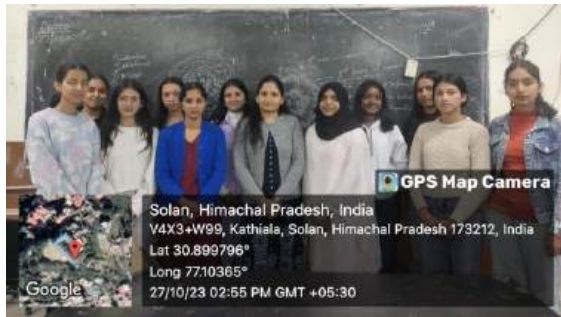 GPS Map Camera
Solan, Himachal Pradesh, India
V4X3+W99, Kathiala, Solan, Himachal Pradesh 173212, India
Lat 30.899796°
Long 77.10365°
27/10/23 02:55 PM GMT +05:30
Google